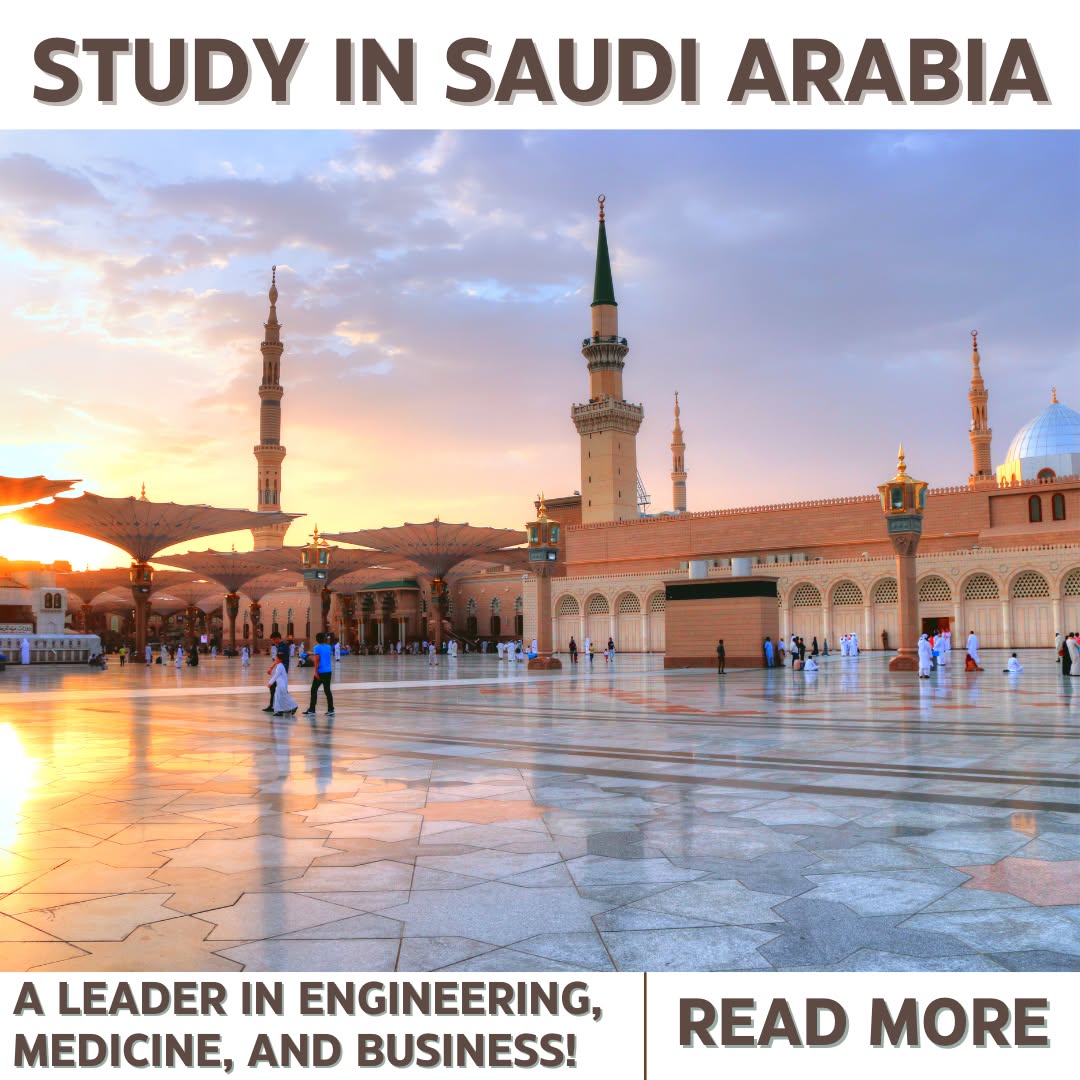 STUDY IN SAUDI ARABIA
A LEADER IN ENGINEERING,
MEDICINE, AND BUSINESS!
READ MORE